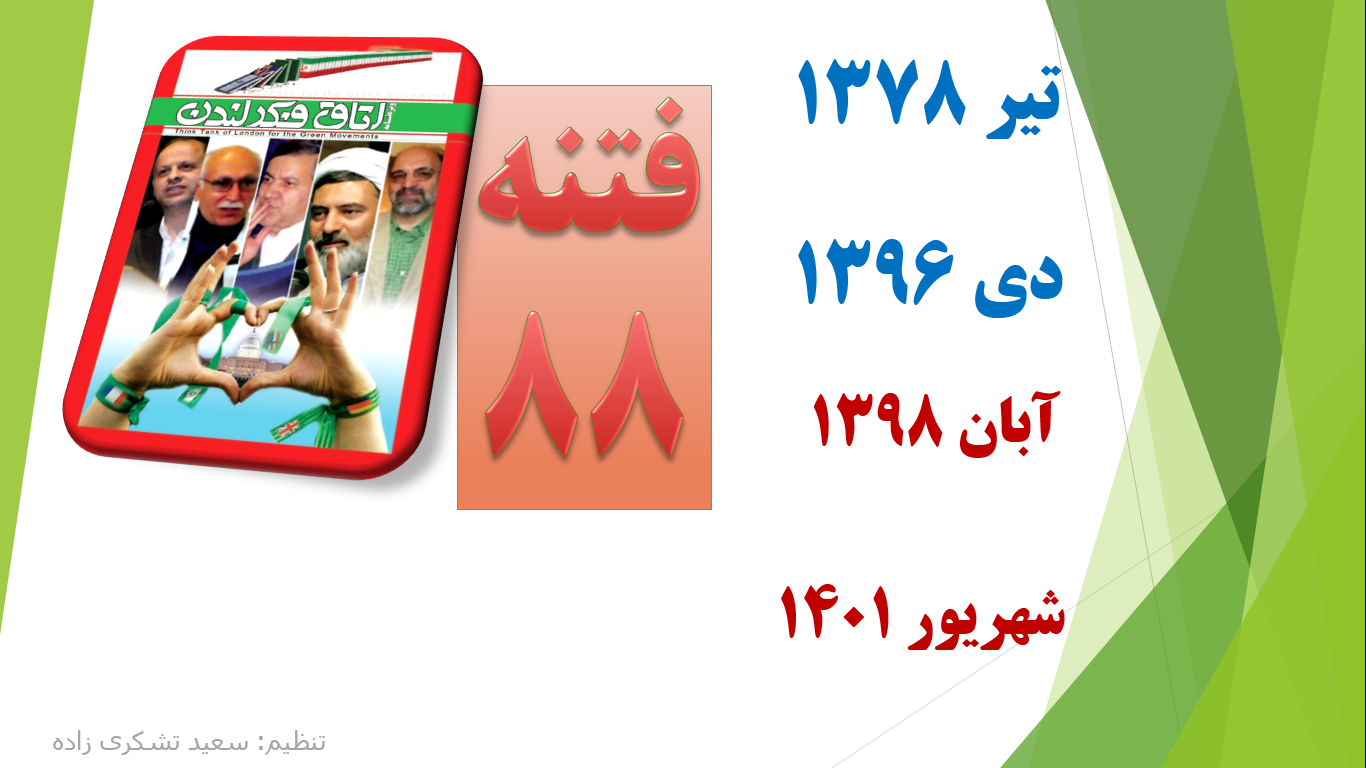 تیر ۱۳۷۸
دی ۱۳۹۶
آبان ۱۳۹۸
شهریور ۱۴۰۱
فتنه
۸۸
اتاق فکر لندن
Think Tank of London for the Green Movements
تنظیم: سعید تشکری زاده